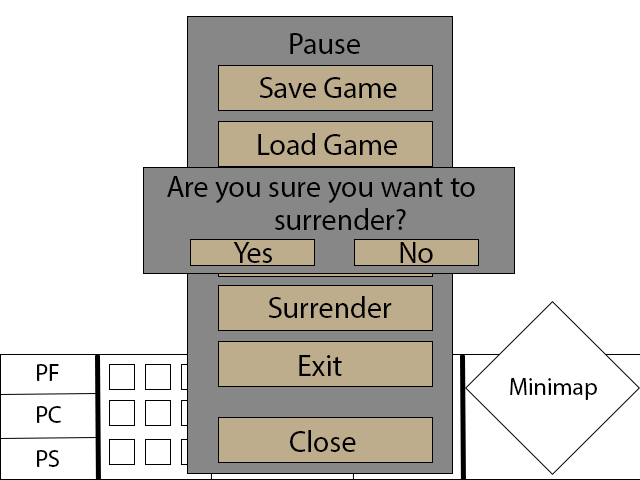 Pause
Save Game
Load Game
Are you sure you want to
surrender?
Yes
No
Surrender
Exit
Close
PF
PC
PS
Minimap